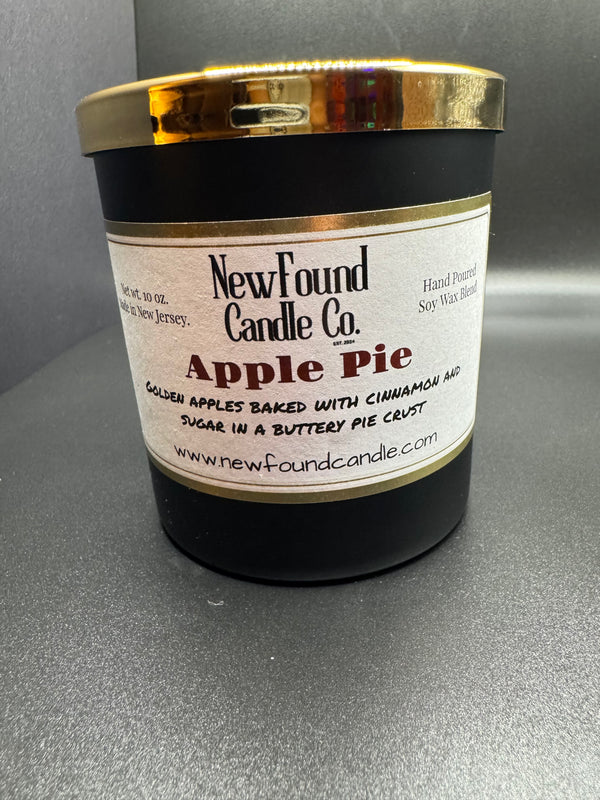 Net wt. 10 oz.
Made in New Jersey.
NewFound
Candle Co.
EST. 2024
Hand Poured
Soy Wax Blend
Apple Pie
Golden apples baked with cinnamon and
sugar in a buttery pie crust
www.newfoundcandle.com